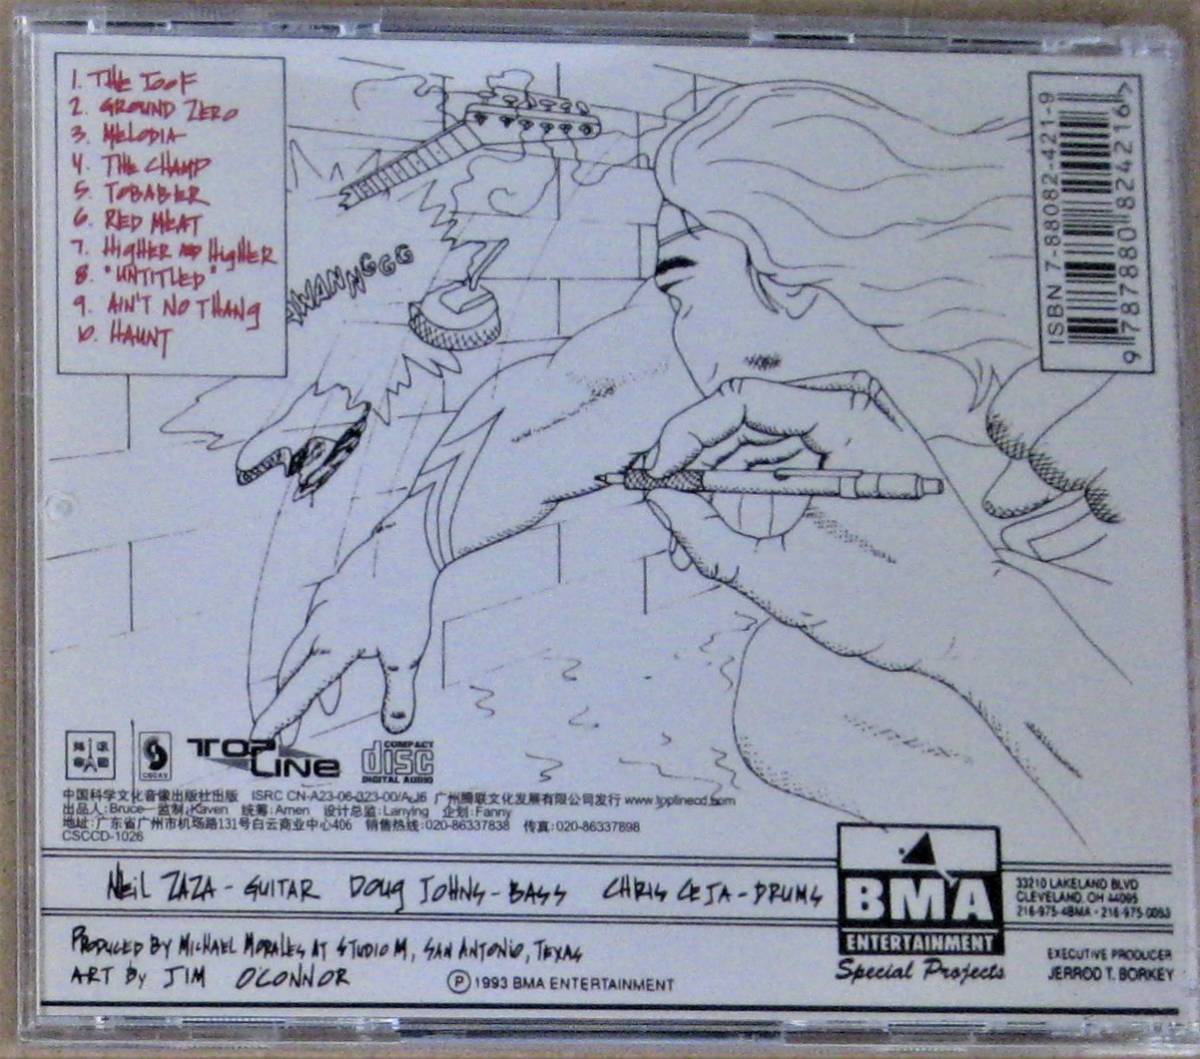 1. THE IOOF
2. GROUND ZERO
3. MELODIA
4. THE CHAMP
5. TOBABER
6. RED MEAT
7. HIGHER AND HIGHER
8. "UNTITLED"
9. AIN'T NO THANG
10. HAUNT
WANNGGGG
ISBN 7-88082-421-9
9 787880 824216 >
TOP LINE
COMPACT disc DIGITAL AUDIO
中国科学文化音像出版社出版 ISRC CN-A23-06-323-00/A.J6 广州腾联文化发展有限公司发行 www.toplinecd.com
出品人:Bruce 监制:Kaven 统筹:Amen 设计总监:Lanying 企划:Fanny
地址:广东省广州市机场路131号白云商业中心406 销售热线:020-86337838 传真:020-86337898
CSCCD-1026
NEIL ZAZA - GUITAR DOUG JOHNS - BASS CHRIS CEJA - DRUMS
PRODUCED BY MICHAEL MORALES AT STUDIO M, SAN ANTONIO, TEXAS
ART BY JIM O'CONNOR
Ⓟ 1993 BMA ENTERTAINMENT
BMA
ENTERTAINMENT
Special Projects
33210 LAKELAND BLVD
CLEVELAND, OH 44095
216-975-4BMA • 216-975-0053
EXECUTIVE PRODUCER
JERROD T. BORKEY